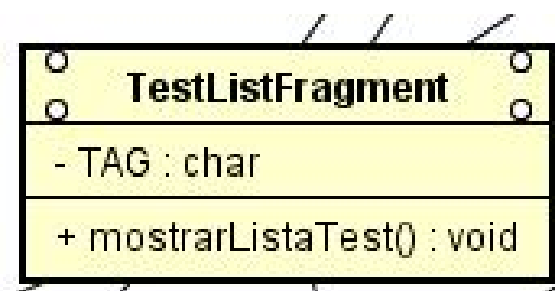 TestListFragment
- TAG : char
+ mostrarListaTest() : void